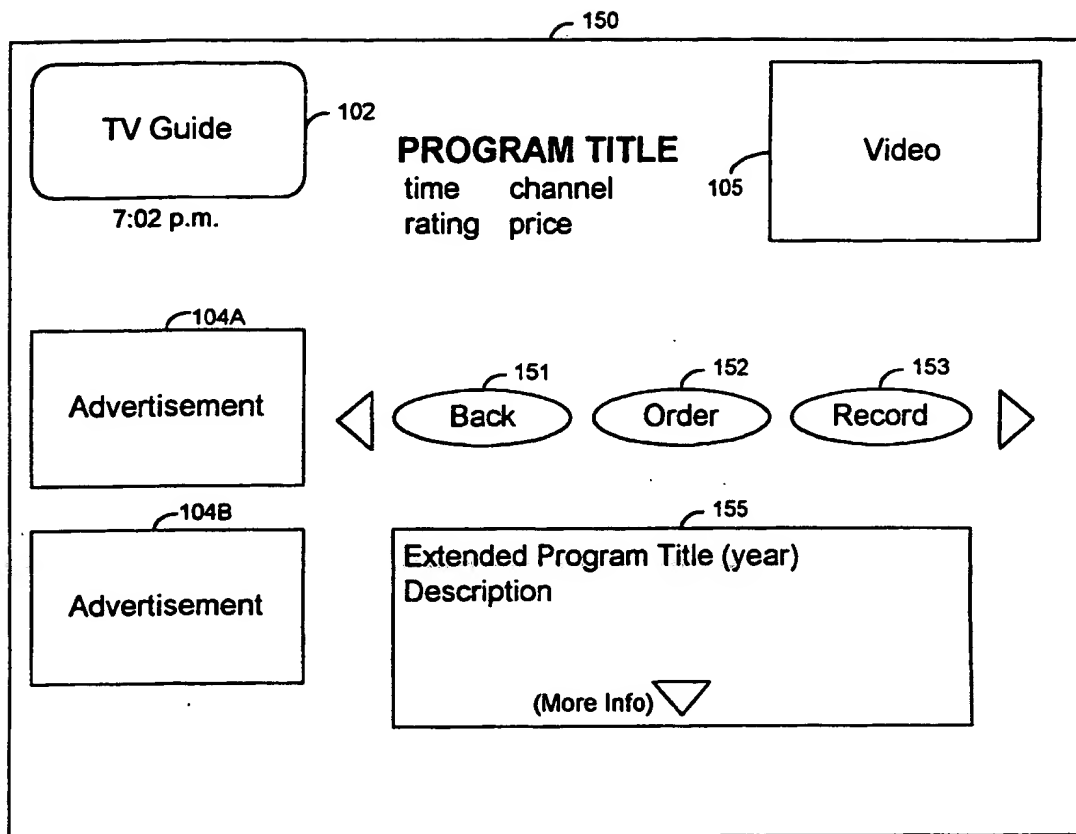 150
TV Guide
102
7:02 p.m.
PROGRAM TITLE
time channel
rating price
105
Video
104A
Advertisement
151
Back
152
Order
153
Record
104B
Advertisement
155
Extended Program Title (year)
Description
(More Info)